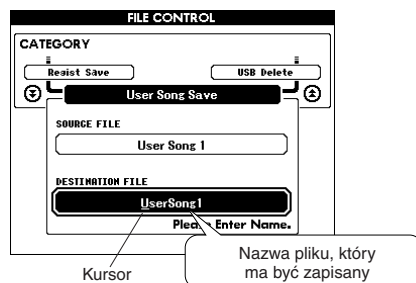 FILE CONTROL
CATEGORY
Regist Save
USB Delete
User Song Save
SOURCE FILE
User Song 1
DESTINATION FILE
UserSong1
Please Enter Name.
Kursor
Nazwa pliku, który
ma być zapisany